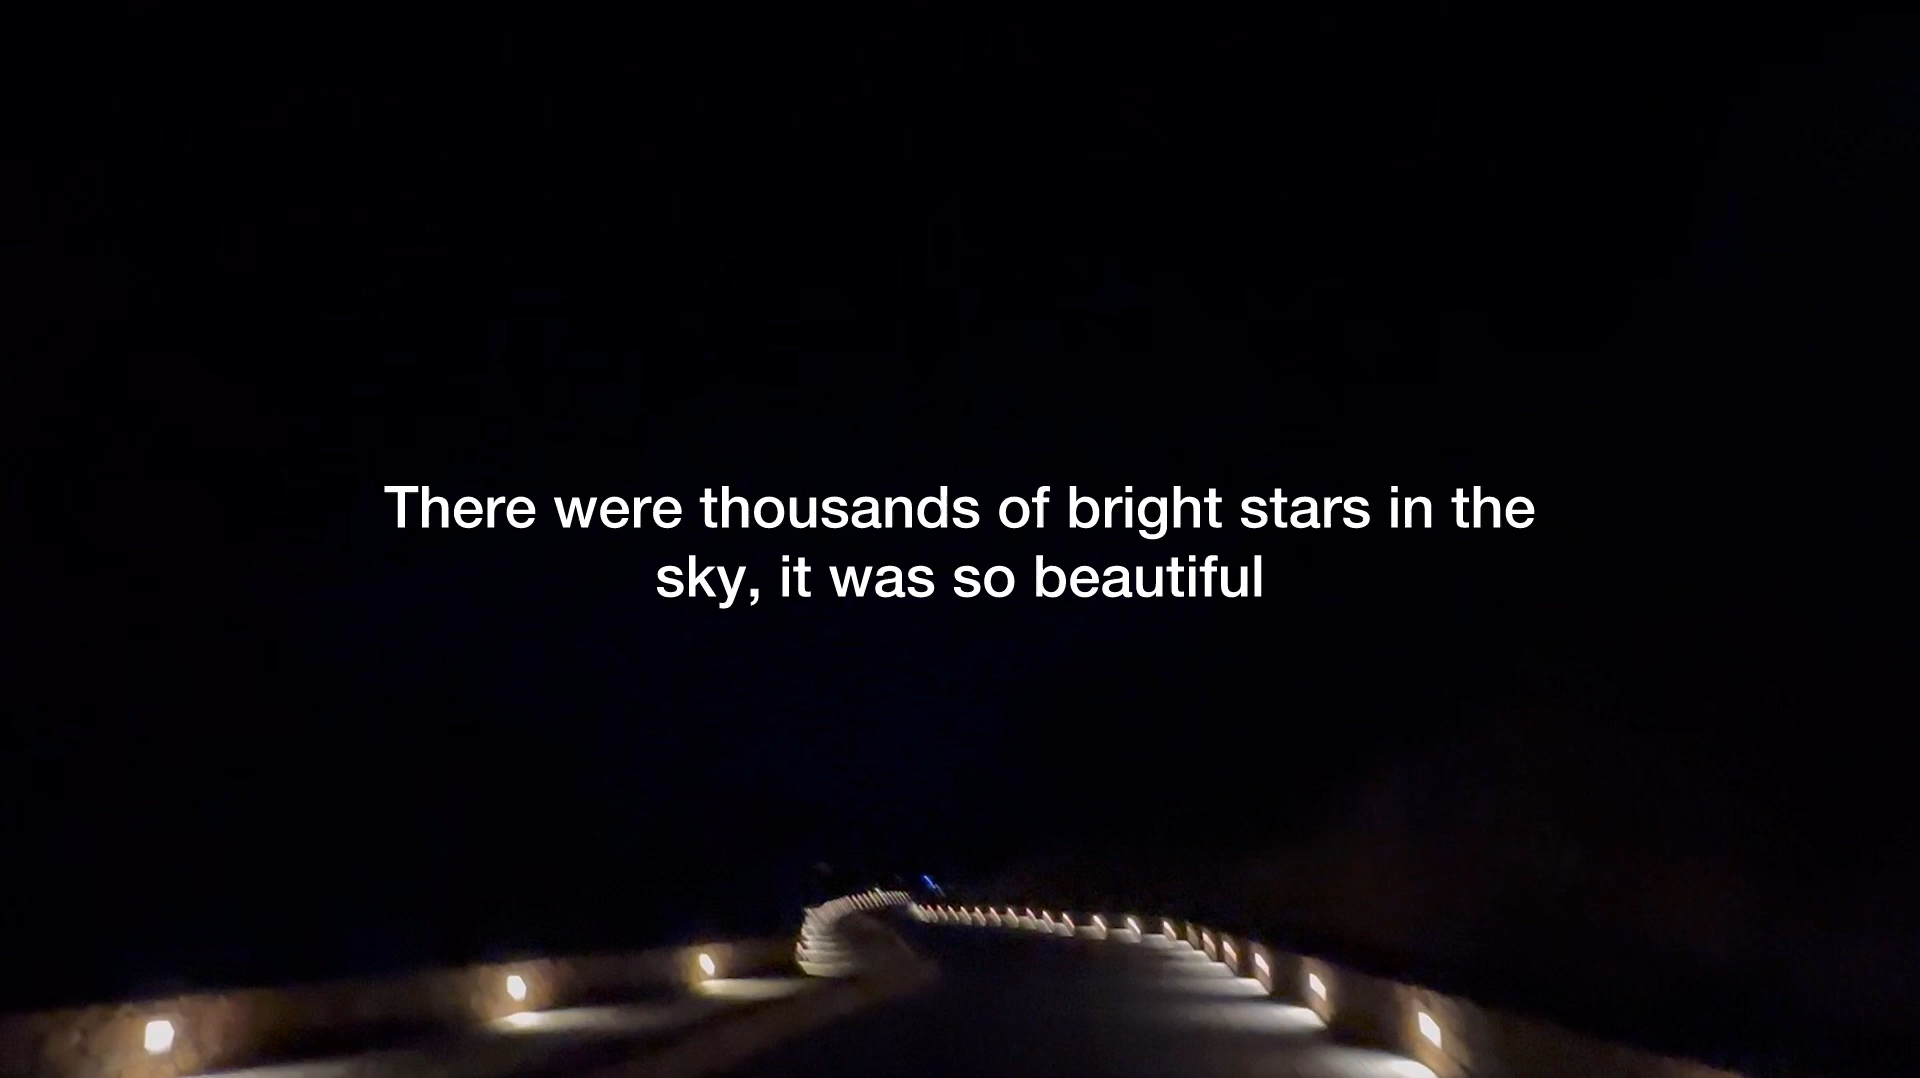 There were thousands of bright stars in the
sky, it was so beautiful